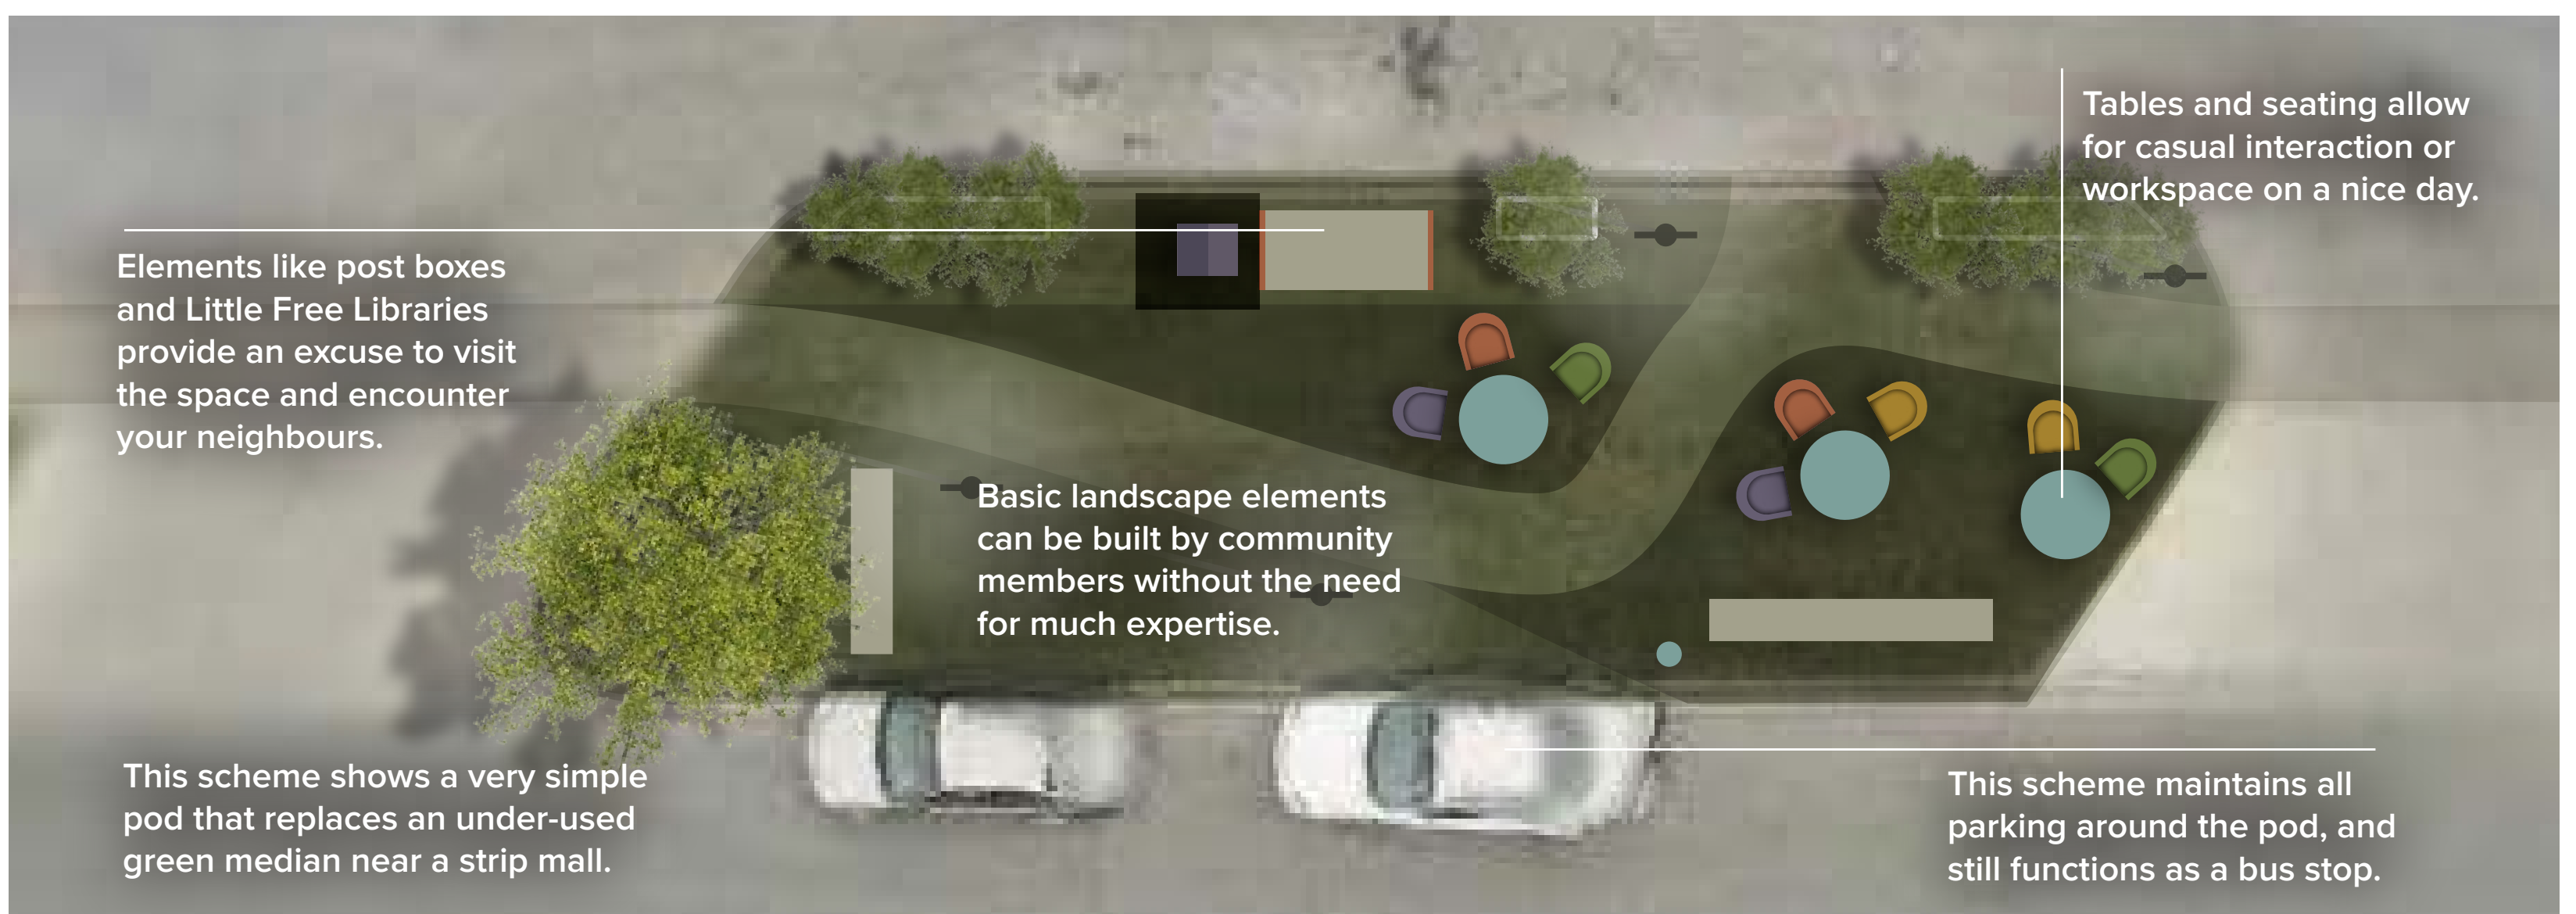 Tables and seating allow
for casual interaction or
workspace on a nice day.
Elements like post boxes
and Little Free Libraries
provide an excuse to visit
the space and encounter
your neighbours.
Basic landscape elements
can be built by community
members without the need
for much expertise.
This scheme shows a very simple
pod that replaces an under-used
green median near a strip mall.
This scheme maintains all
parking around the pod, and
still functions as a bus stop.